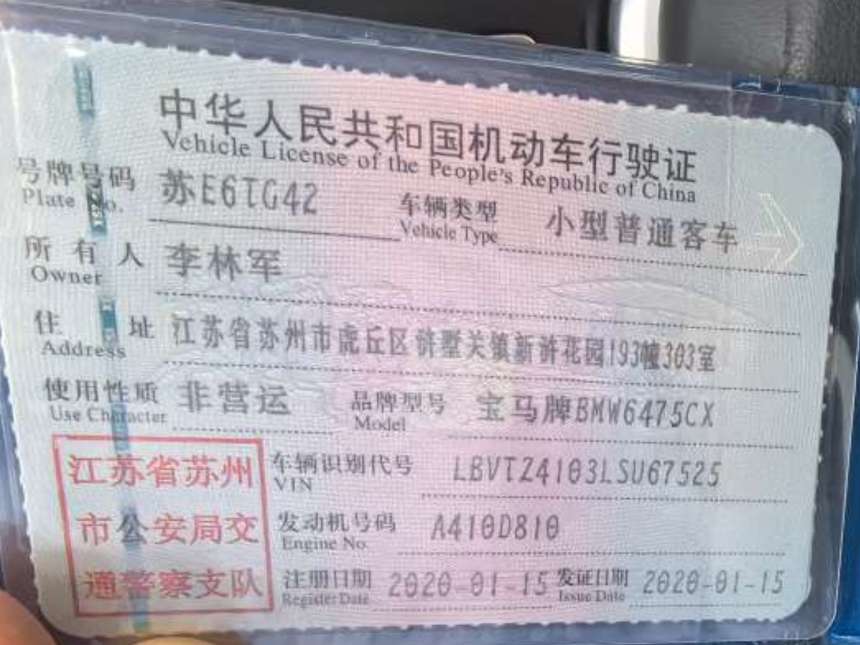 中华人民共和国机动车行驶证
Vehicle License of the People's Republic of China
号牌号码 苏E6TG42 车辆类型 小型普通客车
Plate No. Vehicle Type
所有人 李林军
Owner
住址 江苏省苏州市虎丘区浒墅关镇新浒花园193幢303室
Address
使用性质 非营运 品牌型号 宝马牌BMW6475CX
Use Character Model
江苏省苏州 车辆识别代号 LBVTZ4103LSU67525
VIN
市公安局交 发动机号码 A410D810
Engine No.
通警察支队 注册日期 2020-01-15 发证日期 2020-01-15
Register Date Issue Date